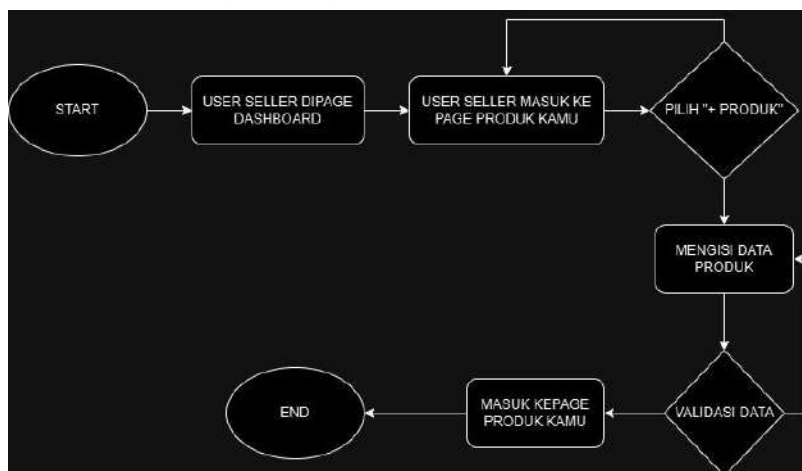 START
USER SELLER DIPAGE
DASHBOARD
USER SELLER MASUK KE
PAGE PRODUK KAMU
PILIH "+ PRODUK"
MENGISI DATA
PRODUK
VALIDASI DATA
MASUK KEPAGE
PRODUK KAMU
END